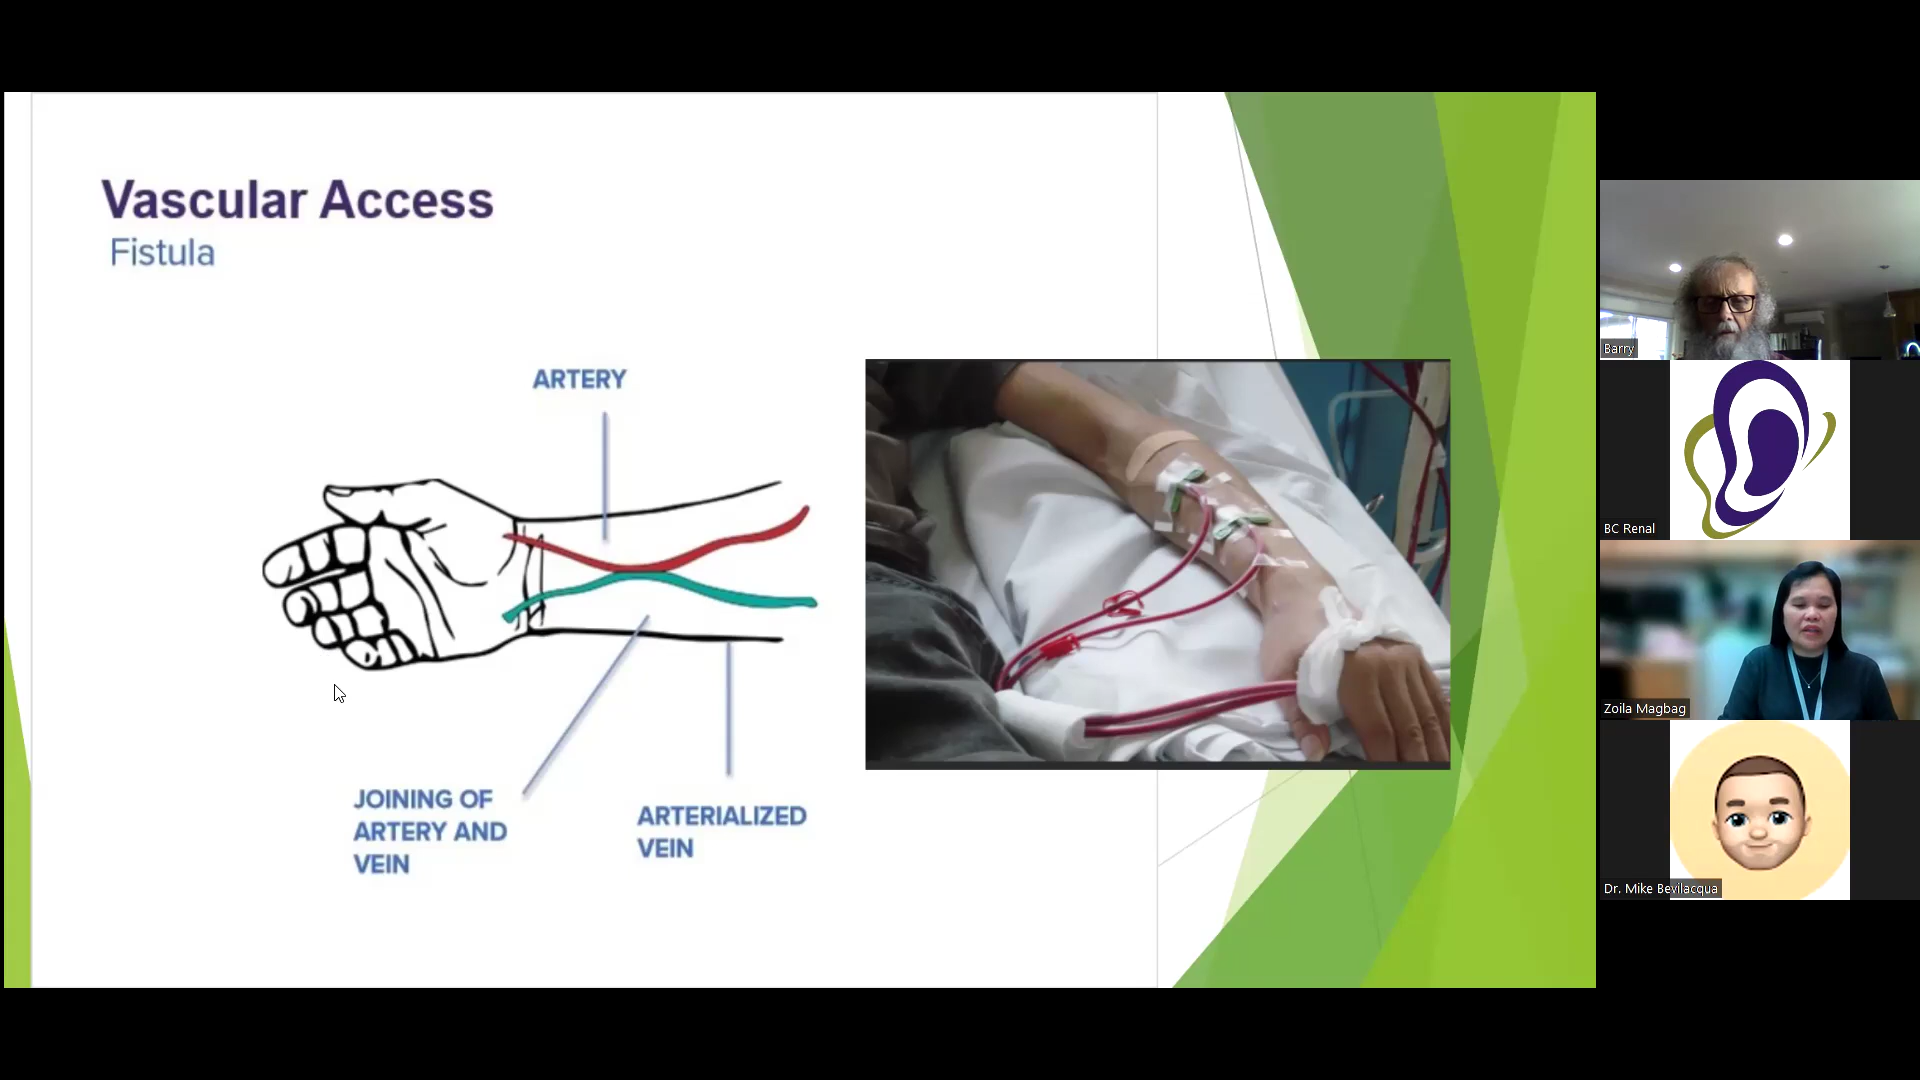 Vascular Access
Fistula
ARTERY
JOINING OF
ARTERY AND
VEIN
ARTERIALIZED
VEIN
Barry
BC Renal
Zoila Magbag
Dr. Mike Bevilacqua